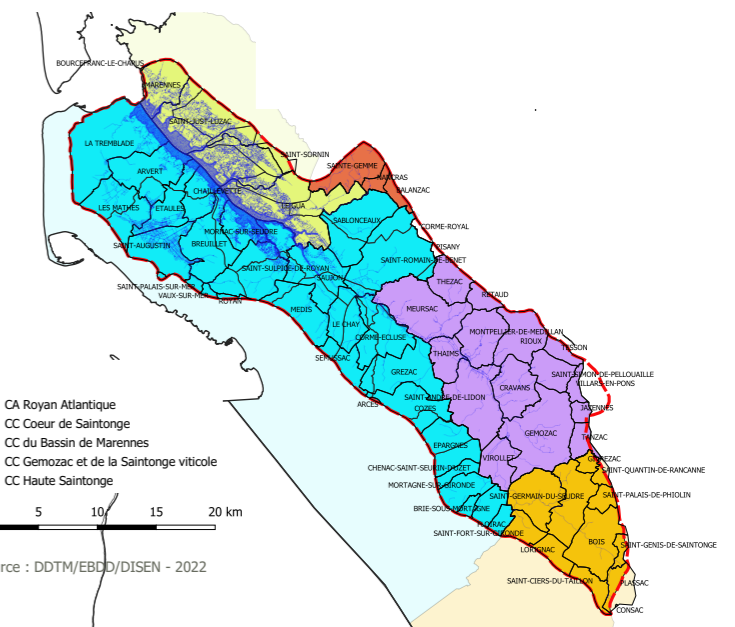 BOURCEFRANC-LE-CHAPUS
MARENNES
SAINT-JUST-LUZAC
LA TREMBLADE
SAINT-SORNIN
SAINTE-GEMME
ARVERT
NANCRAS
CHAILLEVETTE
BALANZAC
LES MATHES
ETAULES
LE GUA
SABLONCEAUX
CORME-ROYAL
MORNAC-SUR-SEUDRE
SAINT-AUGUSTIN
BREUILLET
PISANY
SAINT-ROMAIN-DE-BENET
SAINT-SULPICE-DE-ROYAN
SAUJON
THEZAC
SAINT-PALAIS-SUR-MER
VAUX-SUR-MER
RETAUD
ROYAN
MEDIS
MEURSAC
LE CHAY
MONTPELLIER-DE-MEDILLAN
CORME-ECLUSE
RIOUX
TESSON
SEMUSSAC
THAIMS
GREZAC
SAINT-SIMON-DE-PELLOUAILLE
VILLARS-EN-PONS
CRAVANS
SAINT-ANDRE-DE-LIDON
ARCES
COZES
JAZENNES
GEMOZAC
TANZAC
EPARGNES
VIROLLET
GIVREZAC
CHENAC-SAINT-SEURIN-D'UZET
SAINT-QUANTIN-DE-RANCANNE
MORTAGNE-SUR-GIRONDE
SAINT-GERMAIN-DU-SEUDRE
SAINT-PALAIS-DE-PHIOLIN
BRIE-SOUS-MORTAGNE
FLOIRAC
SAINT-FORT-SUR-GIRONDE
BOIS
SAINT-GENIS-DE-SAINTONGE
LORIGNAC
SAINT-CIERS-DU-TAILLON
PLASSAC
CONSAC
CA Royan Atlantique
CC Coeur de Saintonge
CC du Bassin de Marennes
CC Gemozac et de la Saintonge viticole
CC Haute Saintonge
5 10 15 20 km
rce : DDTM/EBDD/DISEN - 2022